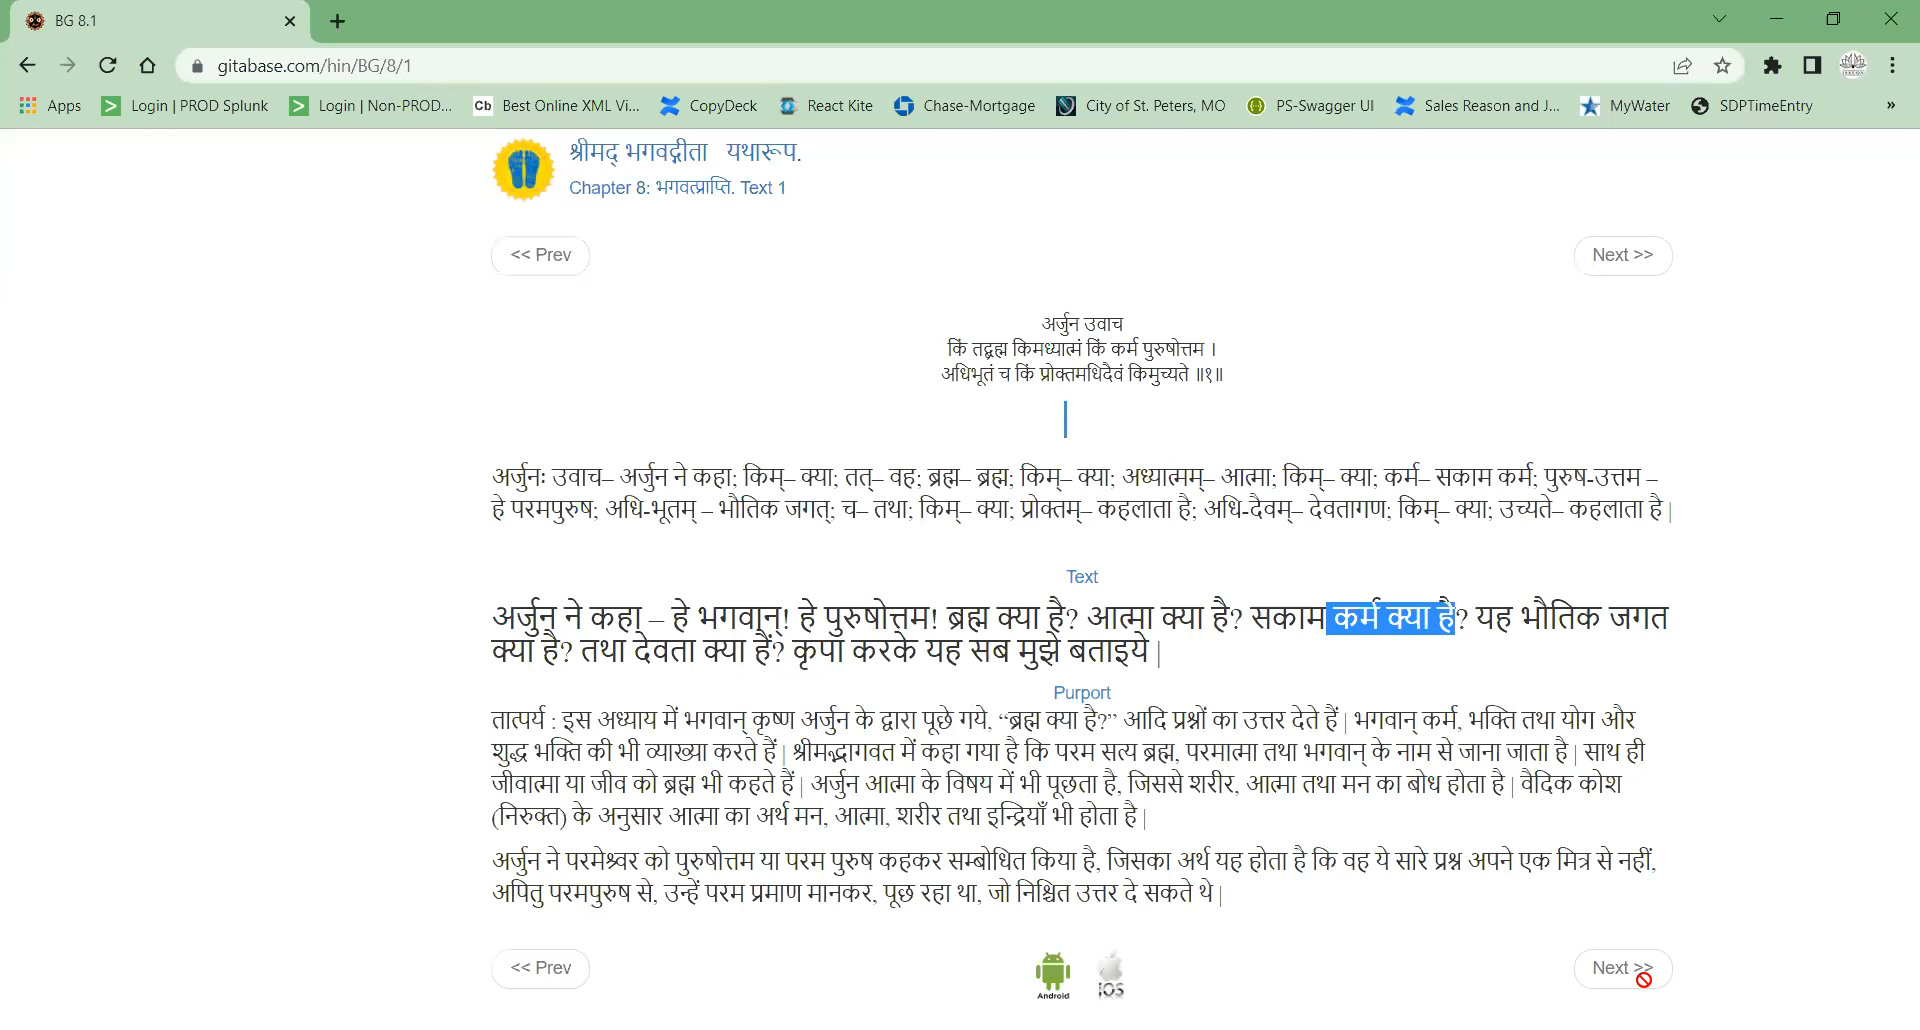 BG 8.1
gitabase.com/hin/BG/8/1
Apps Login | PROD Splunk Login | Non-PROD... Cb Best Online XML Vi... CopyDeck React Kite Chase-Mortgage City of St. Peters, MO PS-Swagger UI Sales Reason and J... MyWater SDPTimeEntry »
श्रीमद् भगवद्गीता यथारूप.
Chapter 8: भगवत्प्राप्ति. Text 1
<< Prev Next >>
अर्जुन उवाच
किं तद्ब्रह्म किमध्यात्मं किं कर्म पुरुषोत्तम ।
अधिभूतं च किं प्रोक्तमधिदैवं किमुच्यते ॥१॥
अर्जुनः उवाच– अर्जुन ने कहा; किम्– क्या; तत्– वह; ब्रह्म– ब्रह्म; किम्– क्या; अध्यात्मम्– आत्मा; किम्– क्या; कर्म– सकाम कर्म; पुरुष-उत्तम –
हे परमपुरुष; अधि-भूतम् – भौतिक जगत्; च– तथा; किम्– क्या; प्रोक्तम्– कहलाता है; अधि-दैवम्– देवतागण; किम्– क्या; उच्यते– कहलाता है |
Text
अर्जुन ने कहा – हे भगवान्! हे पुरुषोत्तम! ब्रह्म क्या है? आत्मा क्या है? सकाम कर्म क्या है? यह भौतिक जगत
क्या है? तथा देवता क्या हैं? कृपा करके यह सब मुझे बताइये |
Purport
तात्पर्य : इस अध्याय में भगवान् कृष्ण अर्जुन के द्वारा पूछे गये, “ब्रह्म क्या है?” आदि प्रश्नों का उत्तर देते हैं | भगवान् कर्म, भक्ति तथा योग और
शुद्ध भक्ति की भी व्याख्या करते हैं | श्रीमद्भागवत में कहा गया है कि परम सत्य ब्रह्म, परमात्मा तथा भगवान् के नाम से जाना जाता है | साथ ही
जीवात्मा या जीव को ब्रह्म भी कहते हैं | अर्जुन आत्मा के विषय में भी पूछता है, जिससे शरीर, आत्मा तथा मन का बोध होता है | वैदिक कोश
(निरुक्त) के अनुसार आत्मा का अर्थ मन, आत्मा, शरीर तथा इन्द्रियाँ भी होता है |
अर्जुन ने परमेश्र्वर को पुरुषोत्तम या परम पुरुष कहकर सम्बोधित किया है, जिसका अर्थ यह होता है कि वह ये सारे प्रश्न अपने एक मित्र से नहीं,
अपितु परमपुरुष से, उन्हें परम प्रमाण मानकर, पूछ रहा था, जो निश्चित उत्तर दे सकते थे |
<< Prev Android iOS Next >>